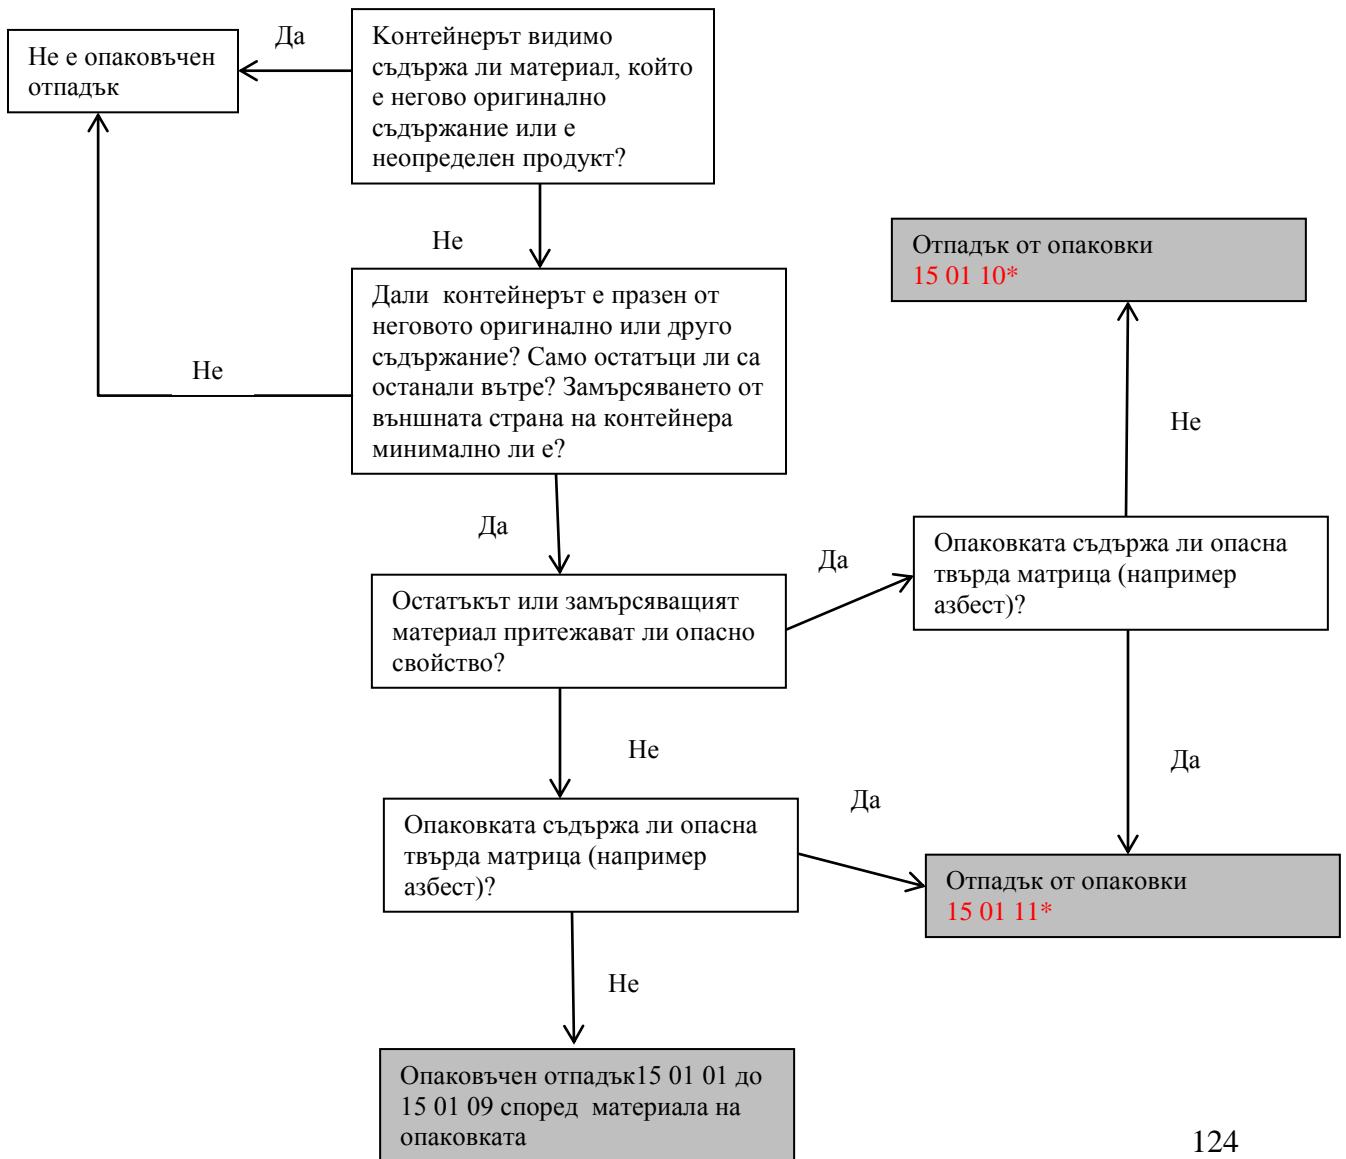 Да
Контейнерът видимо
съдържа ли материал, който
е негово оригинално
съдържание или е
неопределен продукт?
Не е опаковъчен
отпадък
Не
Отпадък от опаковки
15 01 10*
Дали  контейнерът е празен от
неговото оригинално или друго
съдържание? Само остатъци ли са
останали вътре? Замърсяването от
външната страна на контейнера
минимално ли е?
Не
Не
Да
Да
Опаковката съдържа ли опасна
твърда матрица (например
азбест)?
Остатъкът или замърсяващият
материал притежават ли опасно
свойство?
Не
Да
Да
Опаковката съдържа ли опасна
твърда матрица (например
азбест)?
Отпадък от опаковки
15 01 11*
Не
Опаковъчен отпадък15 01 01 до
15 01 09 според  материала на
опаковката
124